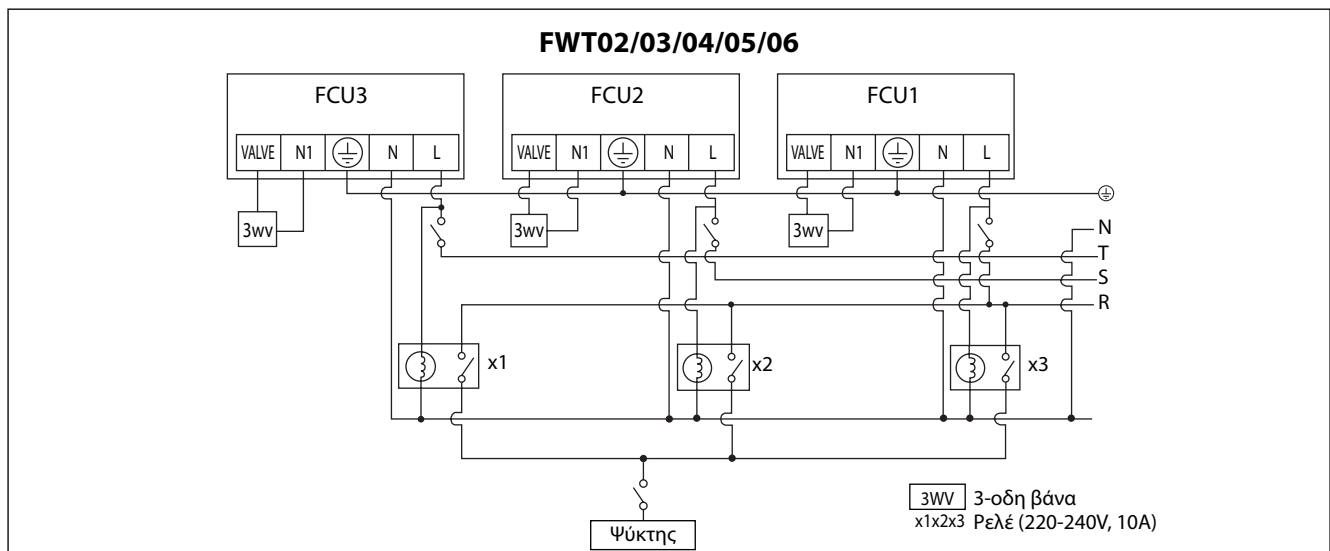 FWT02/03/04/05/06
FCU3 FCU2 FCU1
VALVE N1 N L VALVE N1 N L VALVE N1 N L
3wv 3wv 3wv
N
T
S
R
x1 x2 x3
3WV 3-οδη βάνα
x1x2x3 Ρελέ (220-240V, 10A)
Ψύκτης